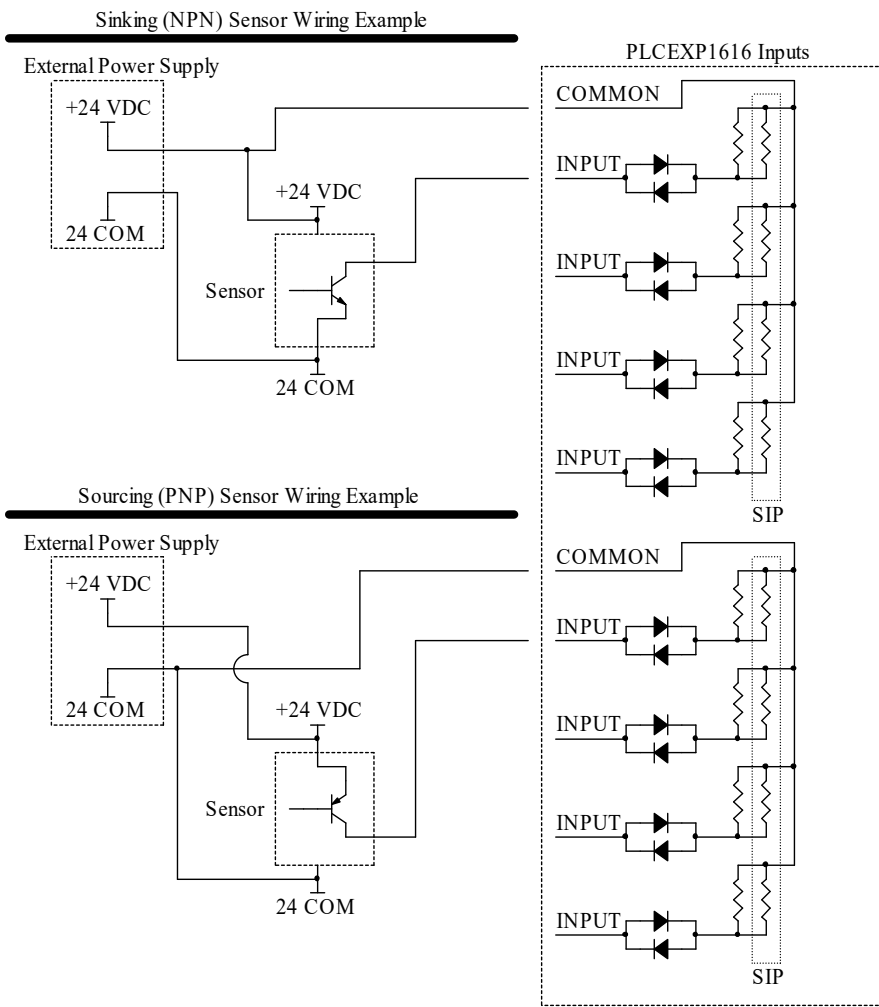 Sinking (NPN) Sensor Wiring Example
External Power Supply
+24 VDC
24 COM
+24 VDC
Sensor
24 COM
PLCEXP1616 Inputs
COMMON
INPUT
INPUT
INPUT
INPUT
SIP
Sourcing (PNP) Sensor Wiring Example
External Power Supply
+24 VDC
24 COM
+24 VDC
Sensor
24 COM
COMMON
INPUT
INPUT
INPUT
INPUT
SIP